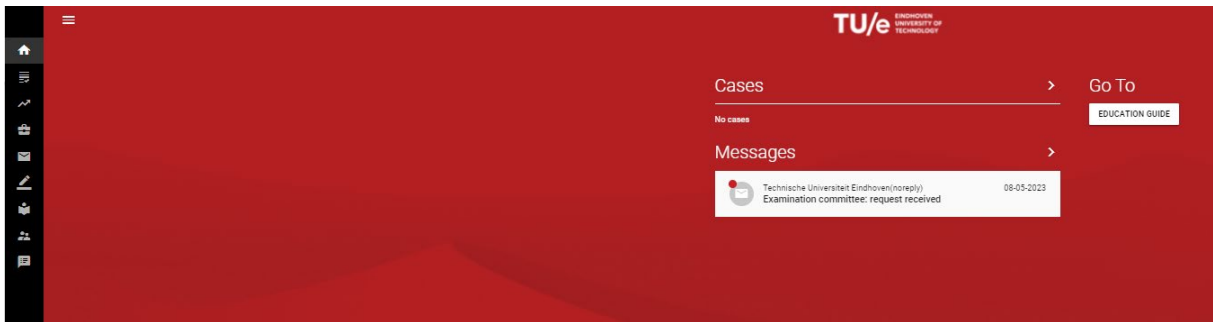 TU/e EINDHOVEN
UNIVERSITY OF
TECHNOLOGY
Cases
No cases
Messages
Technische Universiteit Eindhoven(noreply) 08-05-2023
Examination committee: request received
Go To
EDUCATION GUIDE